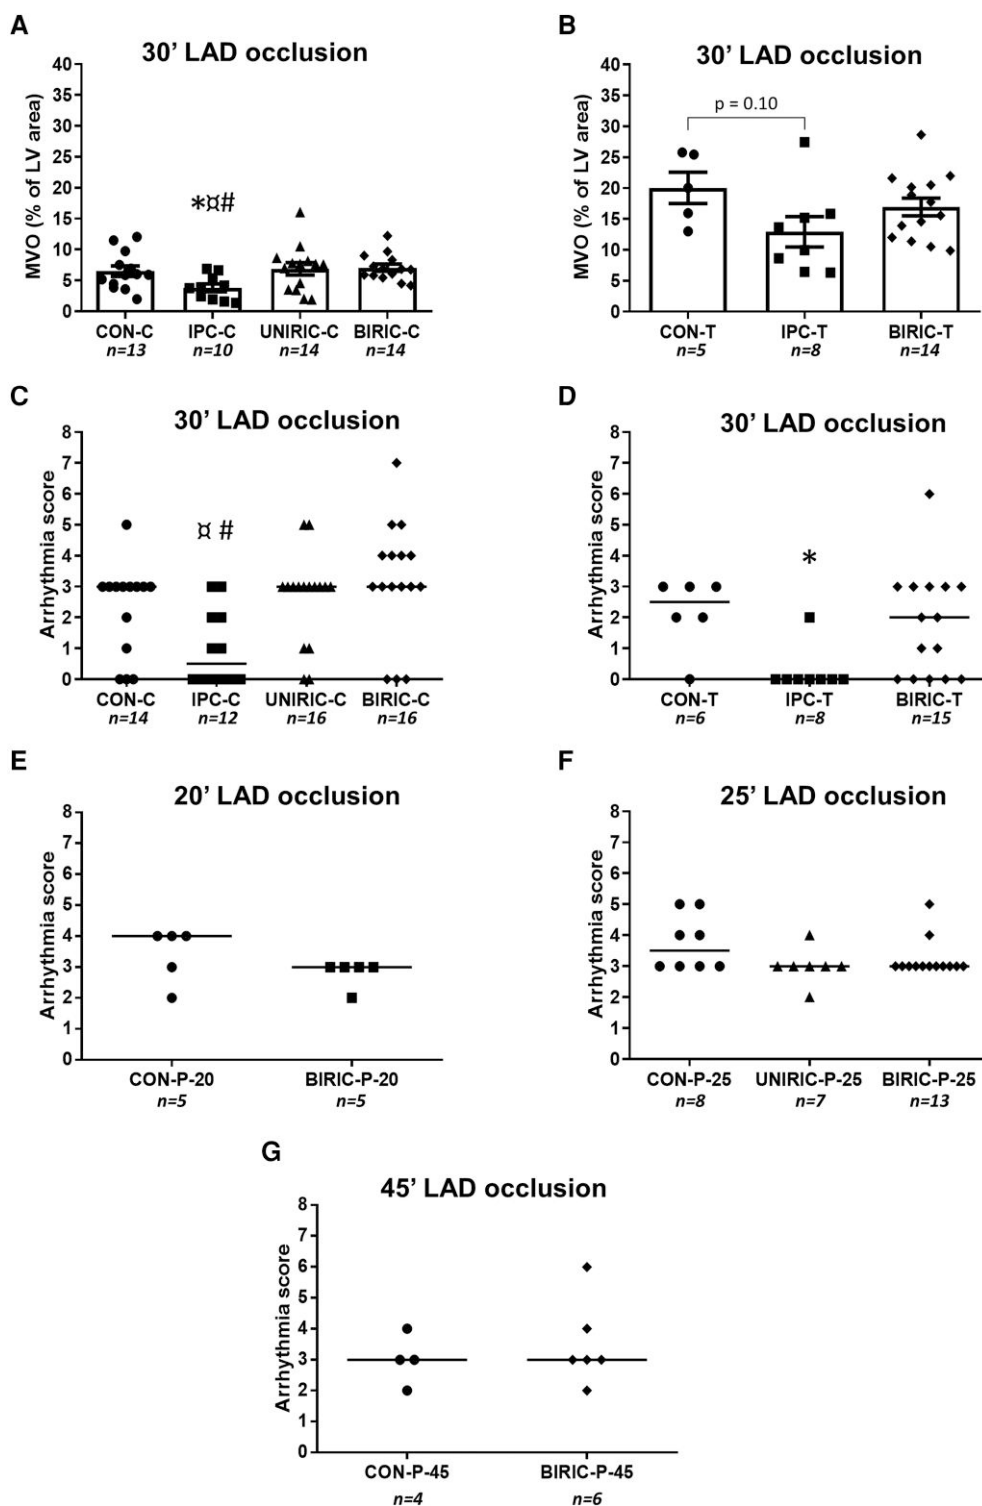 A
30’ LAD occlusion
MVO (% of LV area)
40
35
30
25
20
15
10
5
0
*¤#
CON-C IPC-C UNIRIC-C BIRIC-C
n=13 n=10 n=14 n=14
B
30’ LAD occlusion
MVO (% of LV area)
40
35
30
25
20
15
10
5
0
p = 0.10
CON-T IPC-T BIRIC-T
n=5 n=8 n=14
C
30’ LAD occlusion
Arrhythmia score
8
7
6
5
4
3
2
1
0
¤ #
CON-C IPC-C UNIRIC-C BIRIC-C
n=14 n=12 n=16 n=16
D
30’ LAD occlusion
Arrhythmia score
8
7
6
5
4
3
2
1
0
*
CON-T IPC-T BIRIC-T
n=6 n=8 n=15
E
20’ LAD occlusion
Arrhythmia score
8
7
6
5
4
3
2
1
0
CON-P-20 BIRIC-P-20
n=5 n=5
F
25’ LAD occlusion
Arrhythmia score
8
7
6
5
4
3
2
1
0
CON-P-25 UNIRIC-P-25 BIRIC-P-25
n=8 n=7 n=13
G
45’ LAD occlusion
Arrhythmia score
8
7
6
5
4
3
2
1
0
CON-P-45 BIRIC-P-45
n=4 n=6